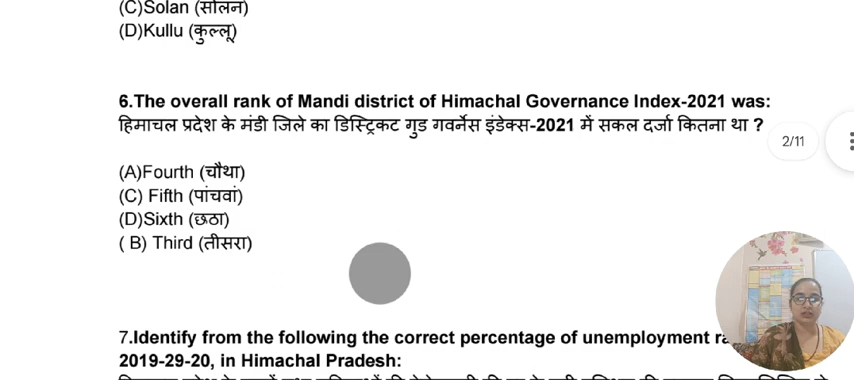 (C)Solan (सोलन)
(D)Kullu (कुल्लू)
6.The overall rank of Mandi district of Himachal Governance Index-2021 was:
हिमाचल प्रदेश के मंडी जिले का डिस्ट्रिकट गुड गवर्नेस इंडेक्स-2021 में सकल दर्जा कितना था ?
2/11
(A)Fourth (चौथा)
(C) Fifth (पांचवां)
(D)Sixth (छठा)
( B) Third (तीसरा)
7.Identify from the following the correct percentage of unemployment
2019-29-20, in Himachal Pradesh: